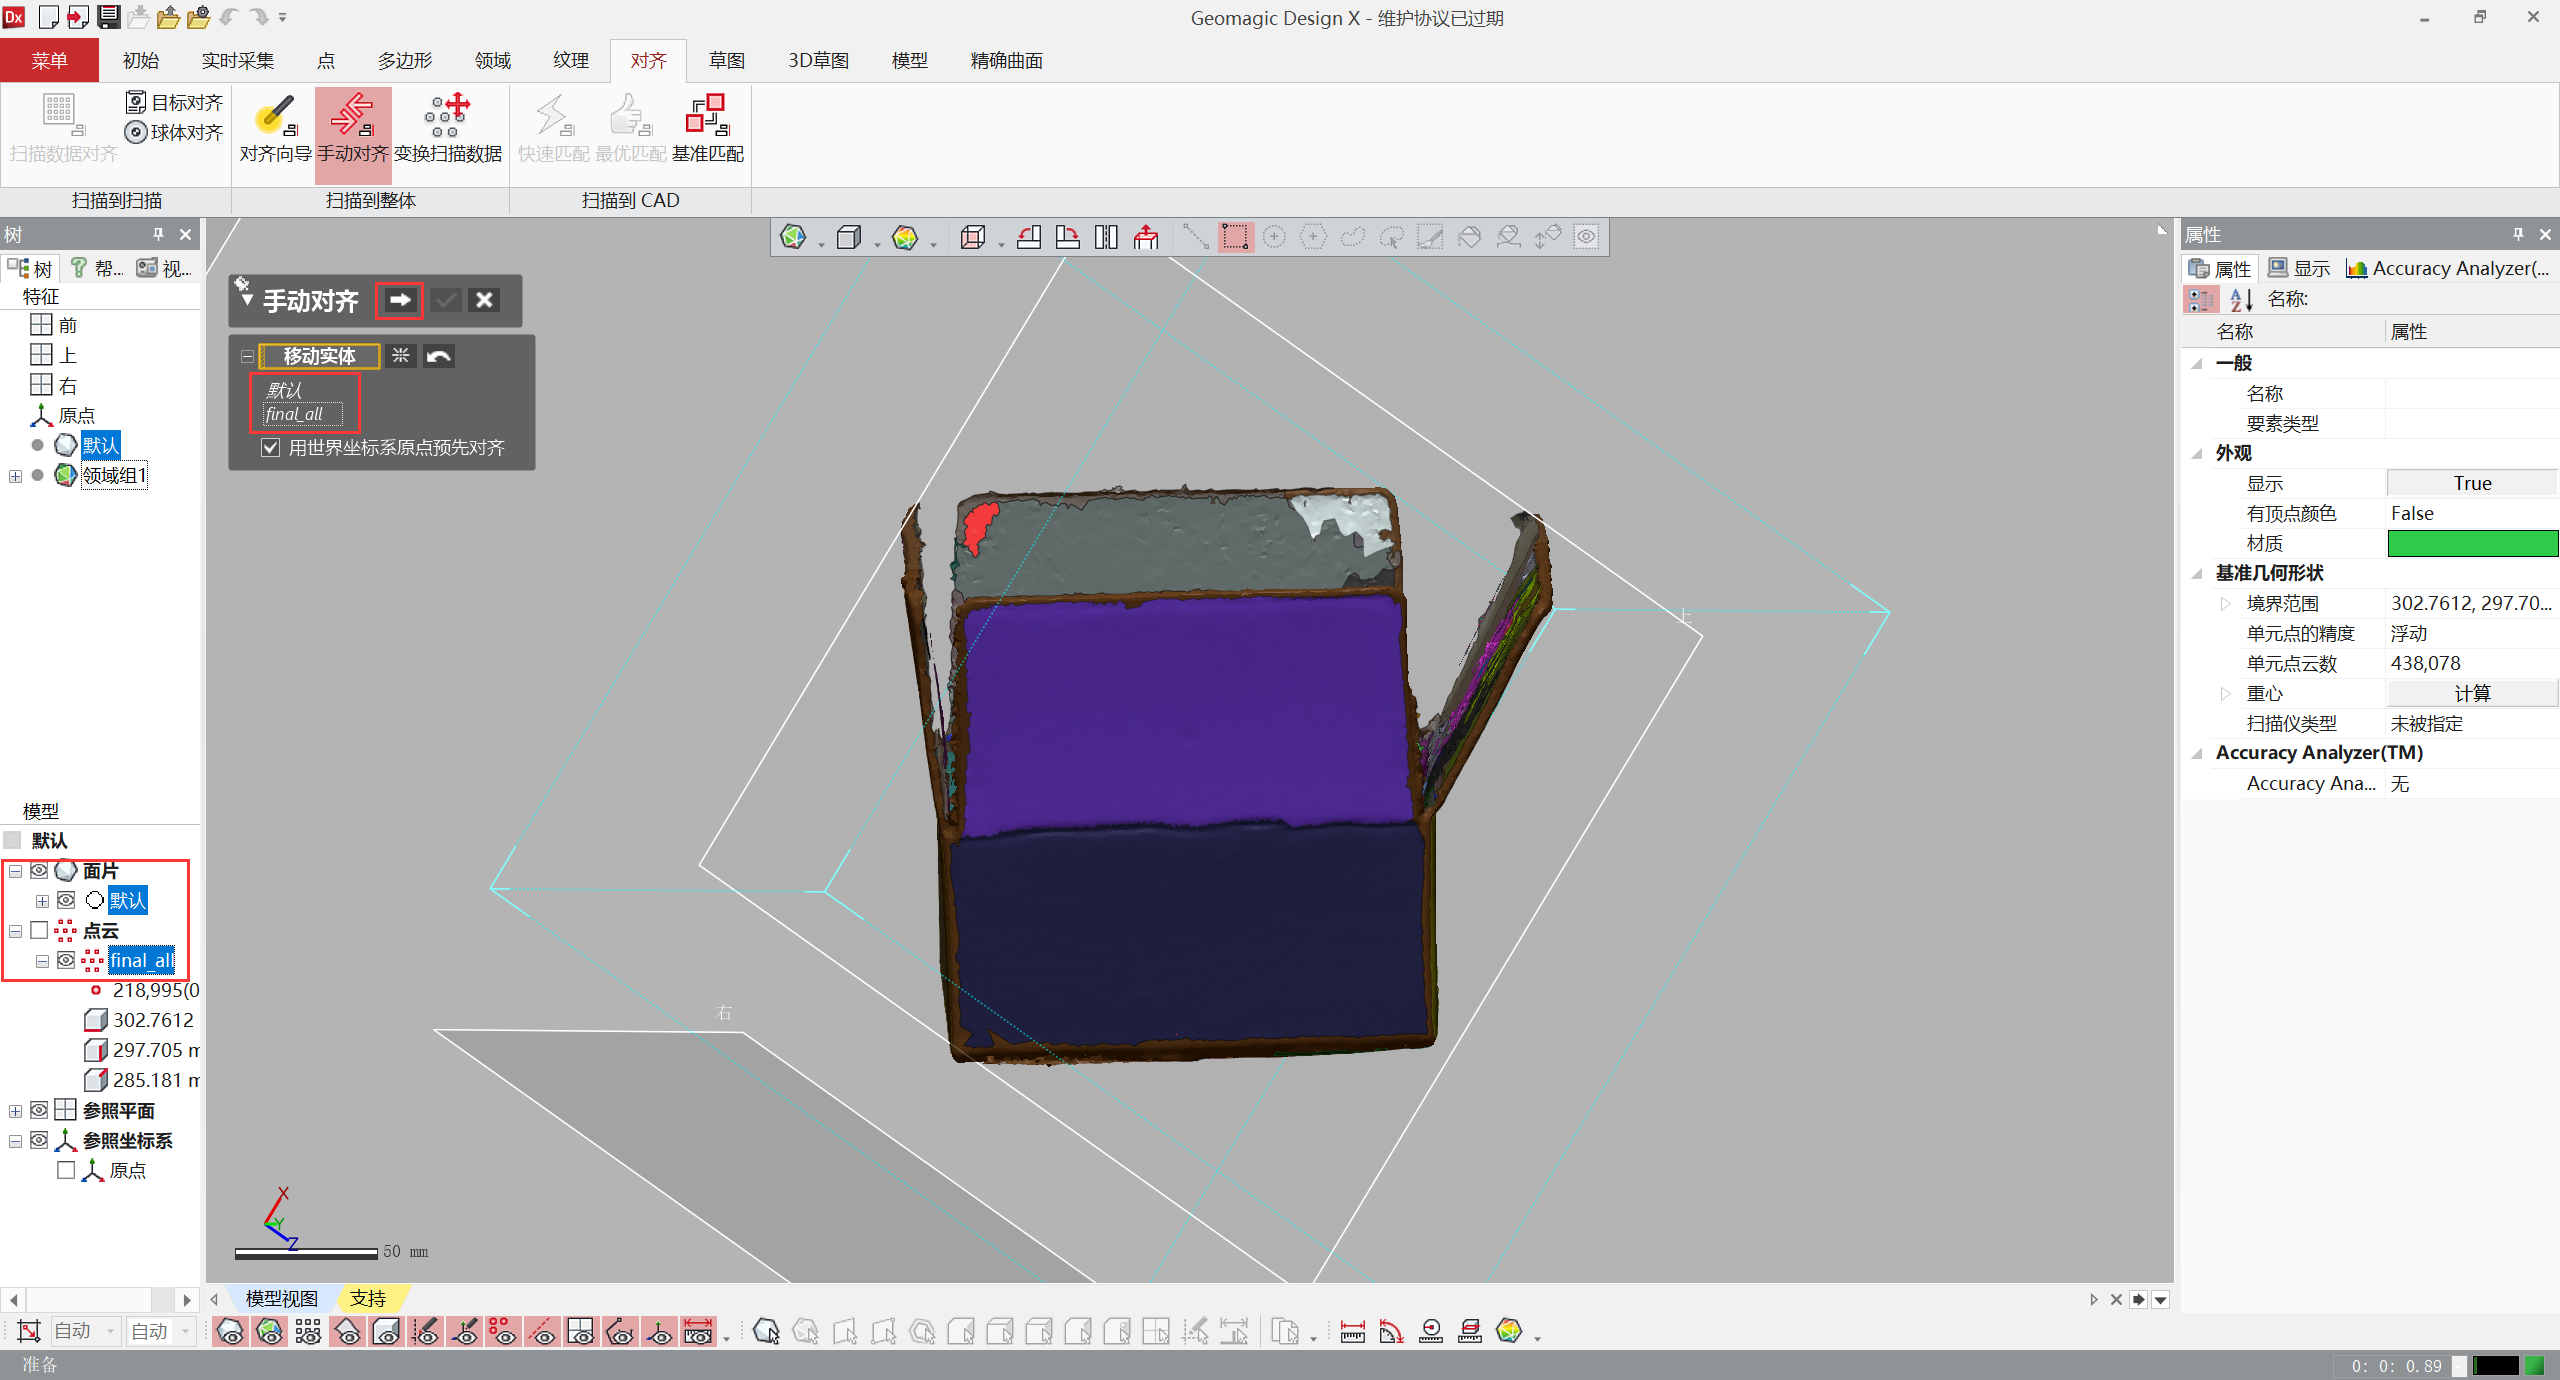 Dx
Geomagic Design X - 维护协议已过期
菜单 初始 实时采集 点 多边形 领域 纹理 对齐 草图 3D草图 模型 精确曲面
扫描数据对齐 目标对齐 球体对齐 对齐向导 手动对齐 变换扫描数据 快速匹配 最优匹配 基准匹配
扫描到扫描 扫描到整体 扫描到 CAD
树
树 帮... 视...
特征
前
上
右
原点
默认
领域组1
模型
默认
面片
默认
点云
final_all
218,995(0
302.7612
297.705 m
285.181 m
参照平面
参照坐标系
原点
手动对齐
移动实体
默认
final_all
用世界坐标系原点预先对齐
上
右
X
Y
Z
50 mm
模型视图 支持
属性
属性 显示 Accuracy Analyzer(...
名称:
名称 属性
一般
名称
要素类型
外观
显示 True
有顶点颜色 False
材质
基准几何形状
境界范围 302.7612, 297.70...
单元点的精度 浮动
单元点云数 438,078
重心 计算
扫描仪类型 未被指定
Accuracy Analyzer(TM)
Accuracy Ana... 无
自动 自动
准备
0: 0: 0.89